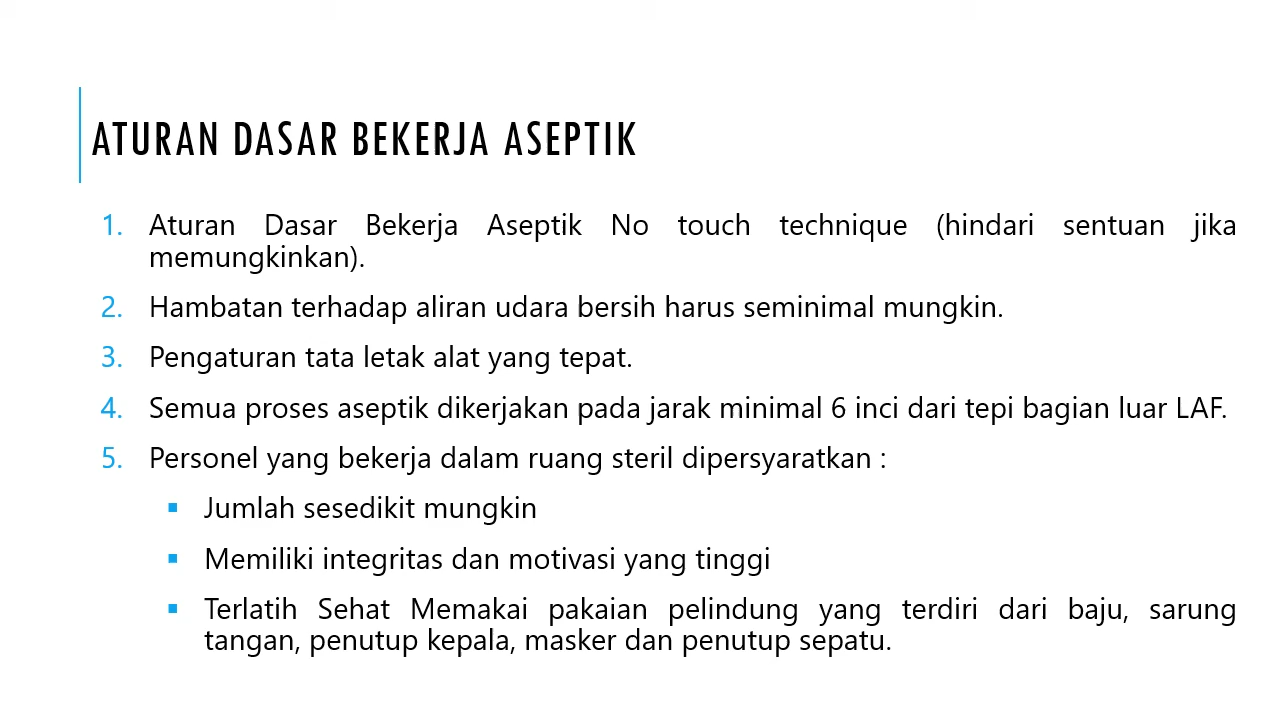 ATURAN DASAR BEKERJA ASEPTIK
1. Aturan Dasar Bekerja Aseptik No touch technique (hindari sentuan jika
memungkinkan).
2. Hambatan terhadap aliran udara bersih harus seminimal mungkin.
3. Pengaturan tata letak alat yang tepat.
4. Semua proses aseptik dikerjakan pada jarak minimal 6 inci dari tepi bagian luar LAF.
5. Personel yang bekerja dalam ruang steril dipersyaratkan :
▪ Jumlah sesedikit mungkin
▪ Memiliki integritas dan motivasi yang tinggi
▪ Terlatih Sehat Memakai pakaian pelindung yang terdiri dari baju, sarung
tangan, penutup kepala, masker dan penutup sepatu.